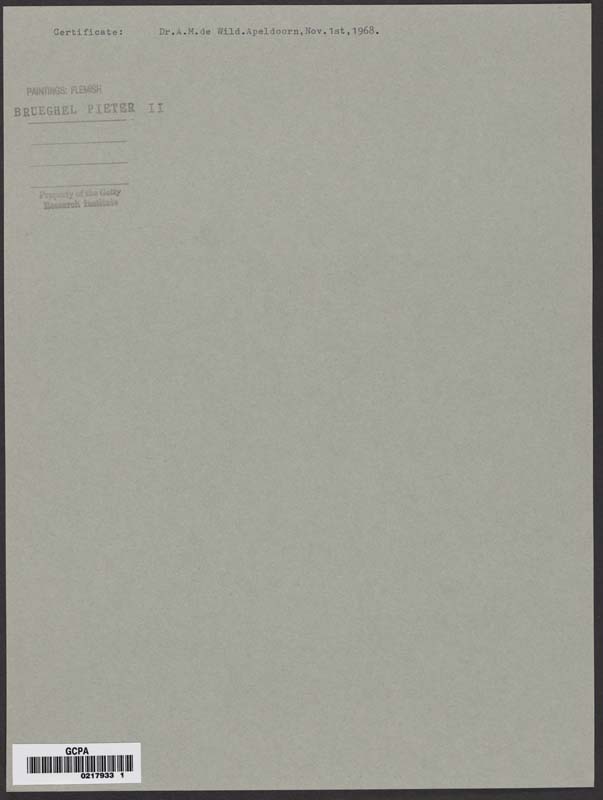 Certificate: Dr.A.M.de Wild.Apeldoorn,Nov.1st,1968.
PAINTINGS: FLEMISH
BRUEGHEL PIETER II
Property of the Getty
Research Institute
GCPA
0217933 1